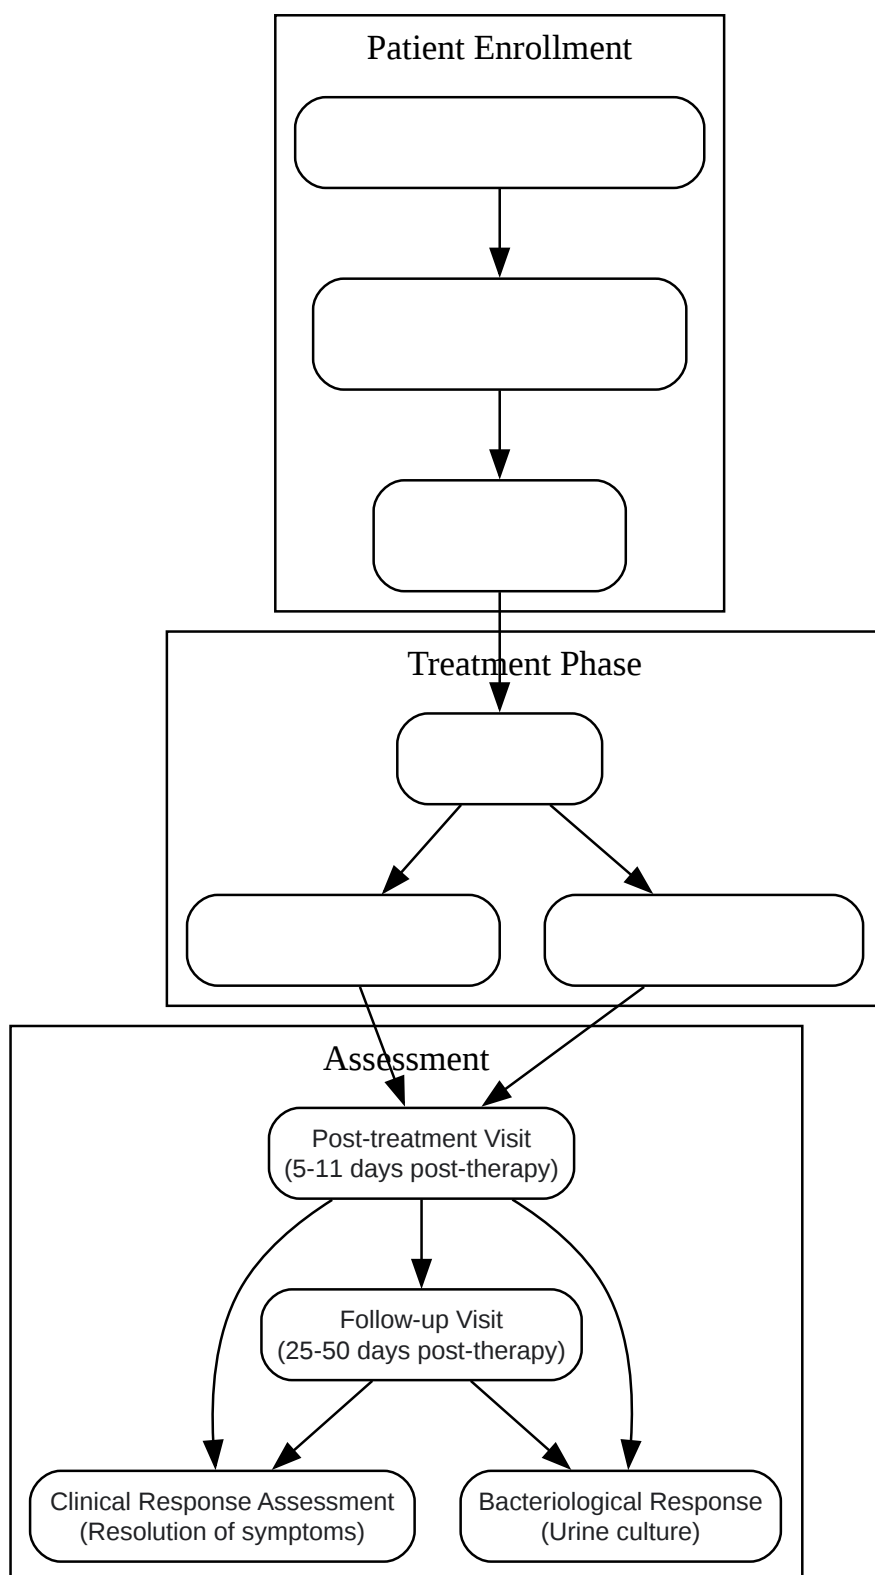 Patient Enrollment
Treatment Phase
Assessment
Post-treatment Visit
(5-11 days post-therapy)
Follow-up Visit
(25-50 days post-therapy)
Clinical Response Assessment
(Resolution of symptoms)
Bacteriological Response
(Urine culture)